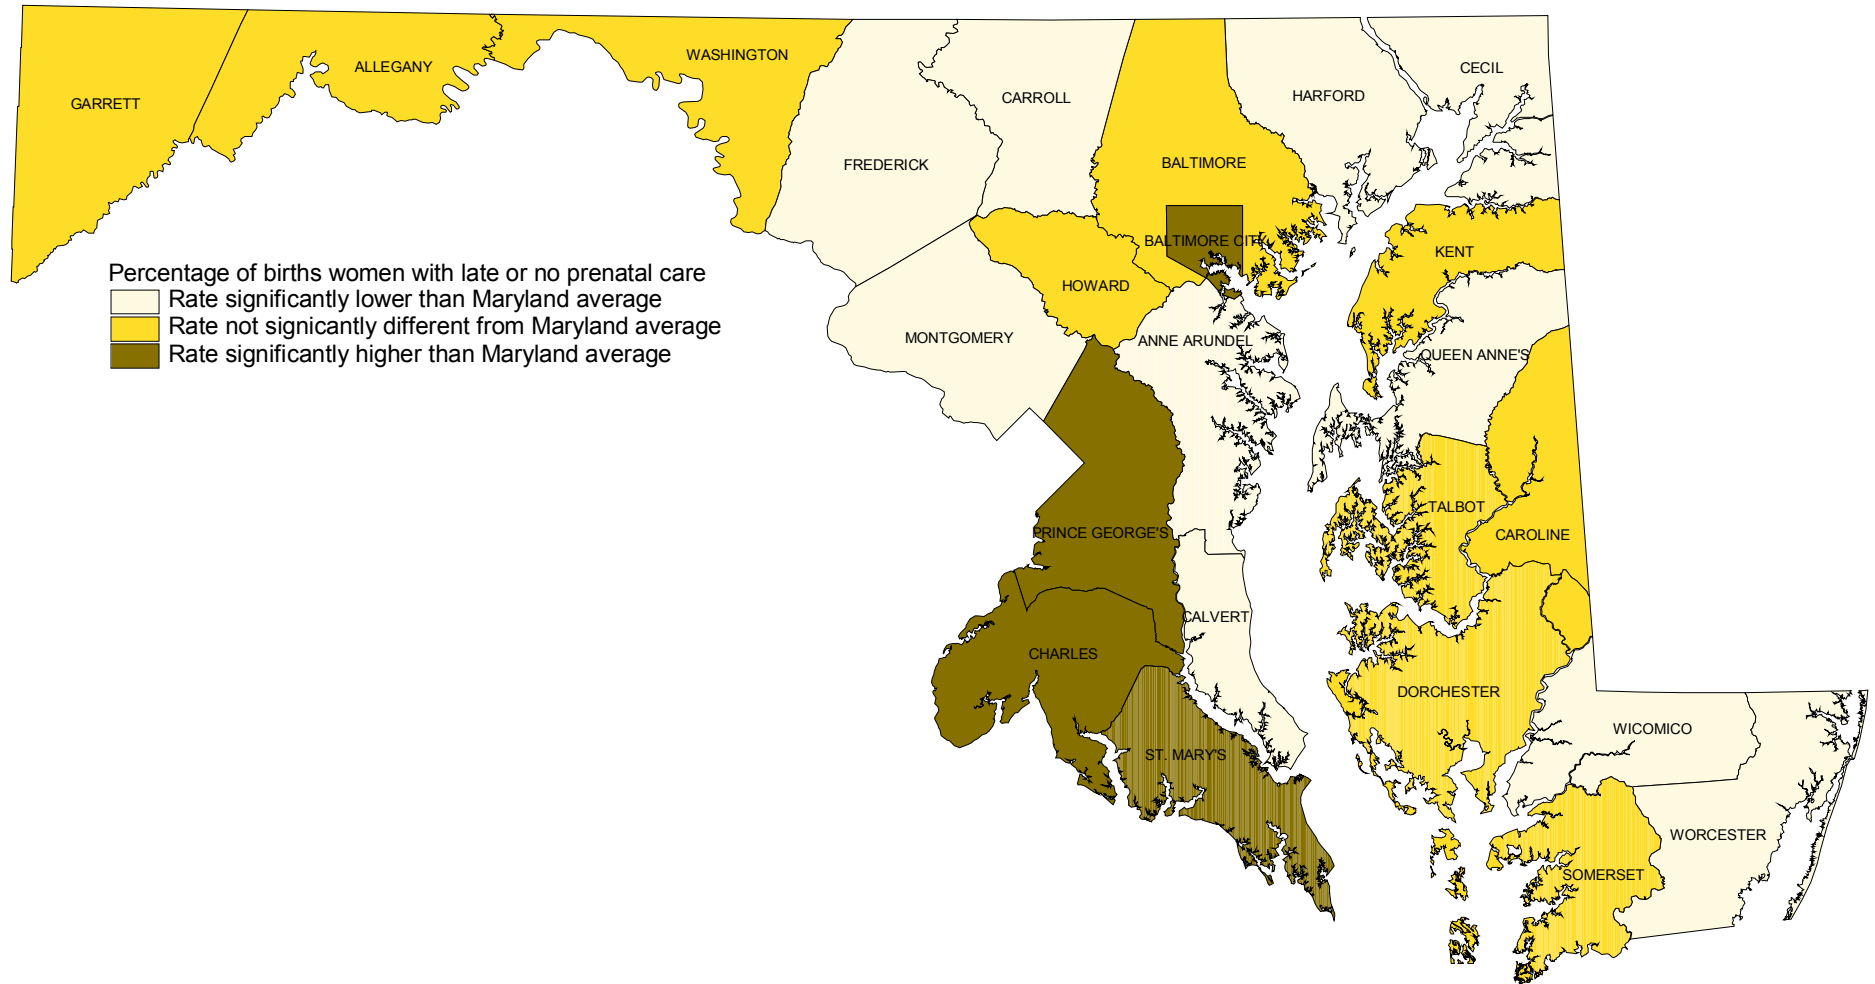 WASHINGTON
ALLEGANY
CECIL
HARFORD
CARROLL
GARRETT
FREDERICK
BALTIMORE
BALTIMORE CITY
KENT
Percentage of births women with late or no prenatal care
Rate significantly lower than Maryland average
Rate not signicantly different from Maryland average
Rate significantly higher than Maryland average
HOWARD
MONTGOMERY
ANNE ARUNDEL
QUEEN ANNE'S
TALBOT
PRINCE GEORGE'S
CAROLINE
CALVERT
CHARLES
DORCHESTER
WICOMICO
ST. MARY'S
WORCESTER
SOMERSET